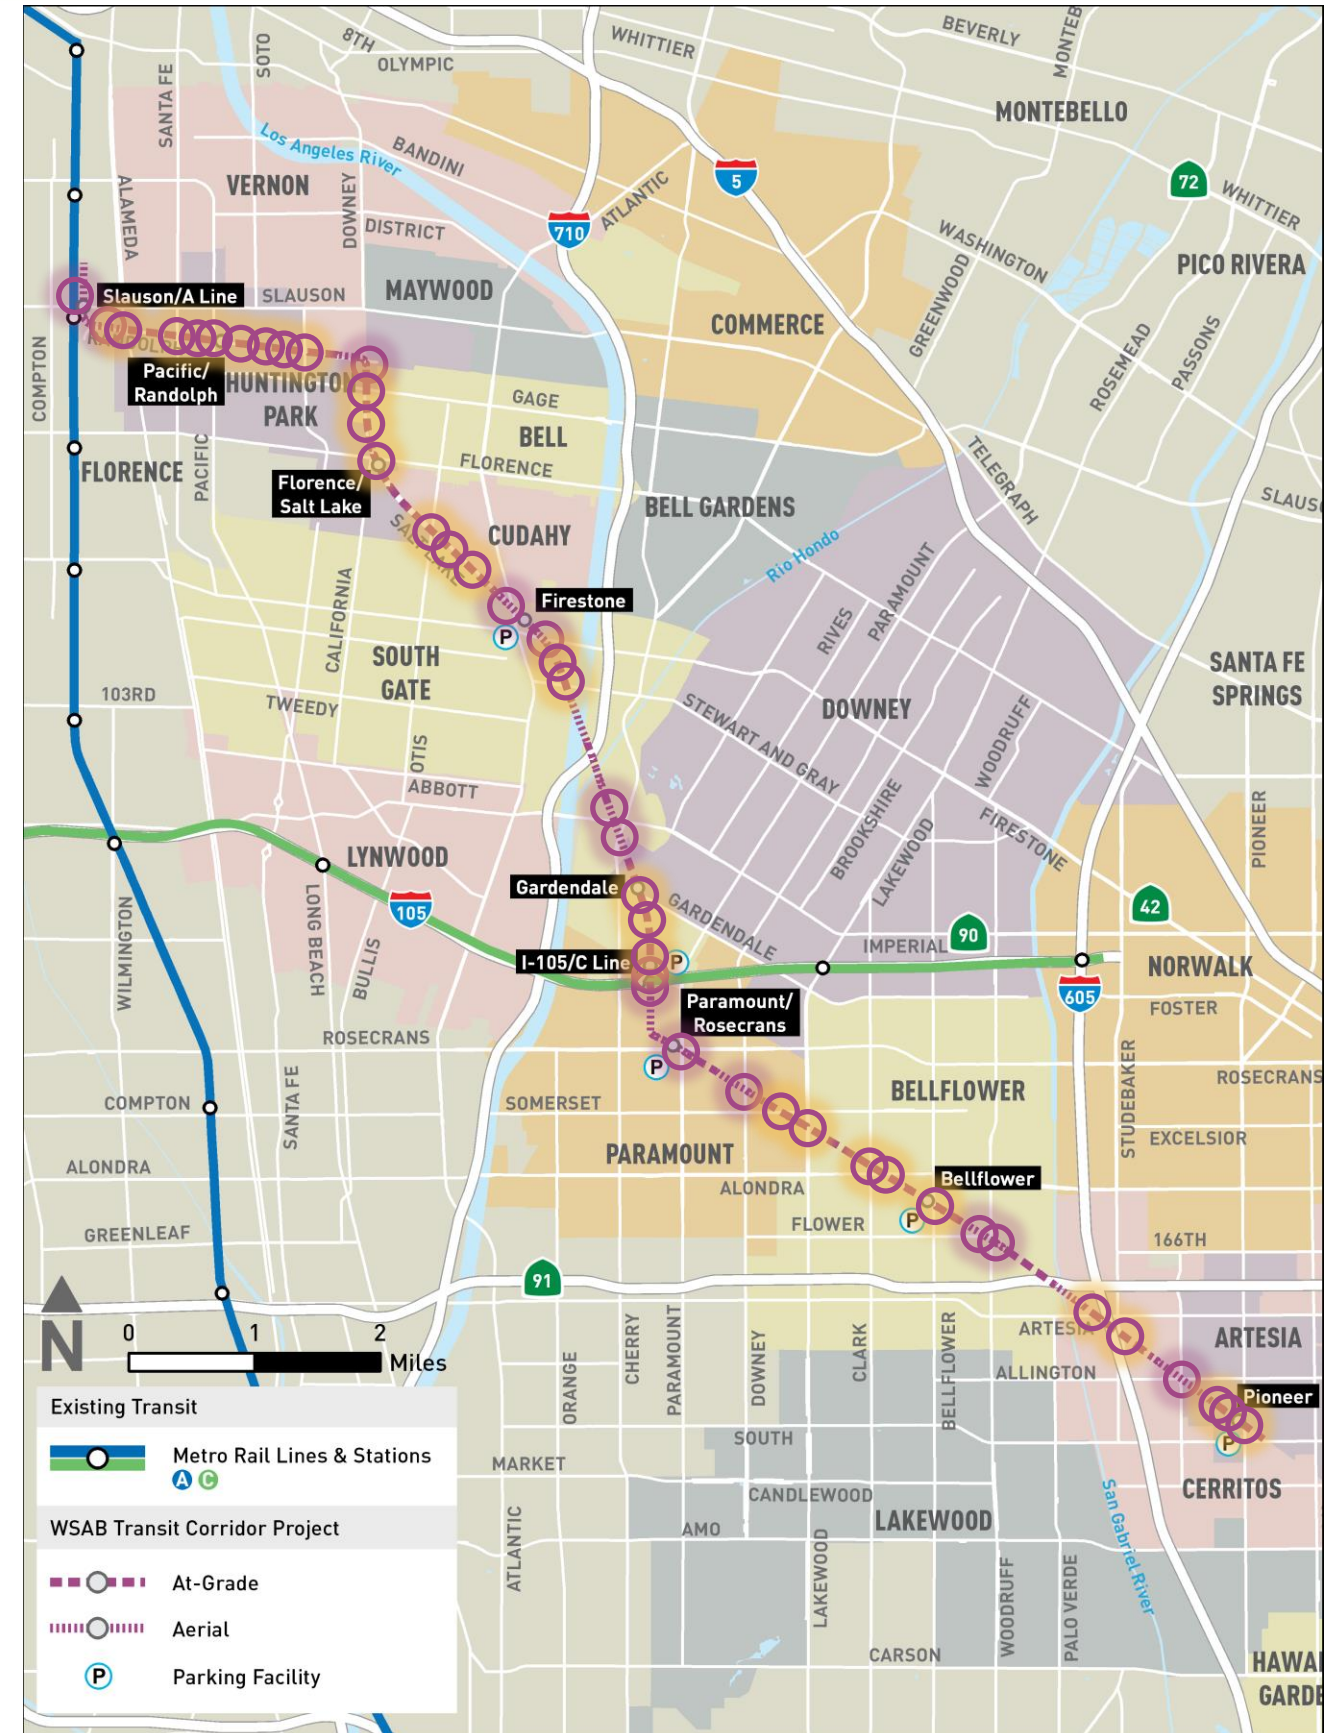 BEVERLY
WHITTIER
8TH
SOTO
OLYMPIC
SANTA FE
MONTEBELLO
Los Angeles River
BANDINI
5
72
VERNON
ALAMEDA
DOWNEY
DISTRICT
710
ATLANTIC
WHITTIER
WASHINGTON
PICO RIVERA
Slauson/A Line
SLAUSON
MAYWOOD
COMMERCE
GREENWOOD
ROSEMEAD
PASSONS
COMPTON
Pacific/
Randolph
HUNTINGTON
PARK
GAGE
BELL
FLORENCE
FLORENCE
PACIFIC
Florence/
Salt Lake
CUDAHY
BELL GARDENS
TELEGRAPH
Rio Hondo
SALT LAKE
CALIFORNIA
Firestone
P
PARAMOUNT
RIVES
SOUTH
GATE
103RD
TWEEDY
OTIS
ABBOTT
STEWART AND GRAY
DOWNEY
WOODRUFF
SANTA FE
SPRINGS
BROOKSHIRE
LAKEWOOD
FIRESTONE
PIONEER
LYNWOOD
105
Gardendale
GARDENDALE
IMPERIAL
90
42
WILMINGTON
LONG BEACH
BULLIS
I-105/C Line
P
NORWALK
605
FOSTER
Paramount/
Rosecrans
P
ROSECRANS
ROSECRANS
SANTA FE
COMPTON
SOMERSET
BELLFLOWER
STUDEBAKER
EXCELSIOR
ALONDRA
PARAMOUNT
ALONDRA
Bellflower
P
FLOWER
GREENLEAF
166TH
91
N
0 1 2
Miles
ORANGE
CHERRY
PARAMOUNT
DOWNEY
CLARK
BELLFLOWER
ARTESIA
ALLINGTON
ARTESIA
Pioneer
P
Existing Transit
Metro Rail Lines & Stations
A C
WSAB Transit Corridor Project
At-Grade
Aerial
P
Parking Facility
SOUTH
MARKET
CANDLEWOOD
CERRITOS
LAKEWOOD
AMO
ATLANTIC
LAKEWOOD
WOODRUFF
PALO VERDE
San Gabriel River
CARSON